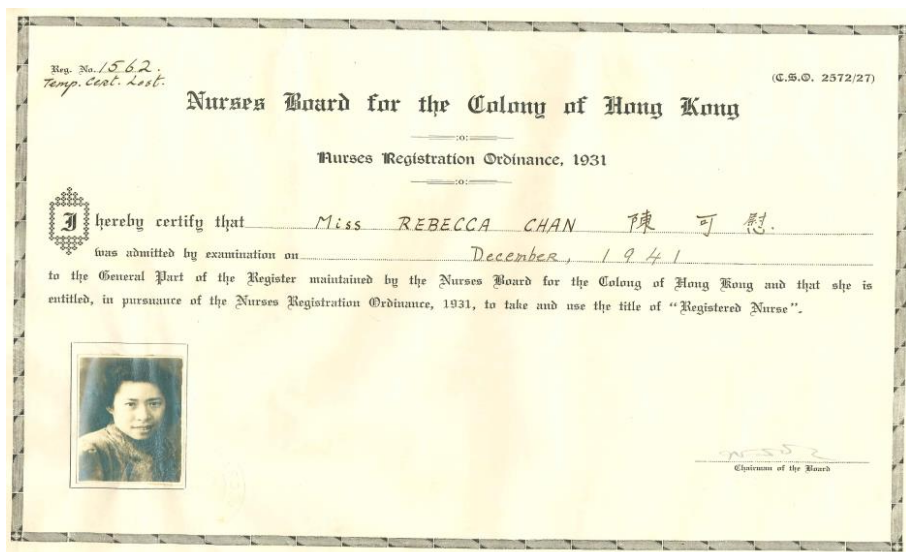 Reg. No. 1562.
Temp. Cert. Lost.
(C.S.O. 2572/27)
Nurses Board for the Colony of Hong Kong
:o:
Nurses Registration Ordinance, 1931
:o:
I hereby certify that Miss REBECCA CHAN 陳可慰.
was admitted by examination on December, 1941
to the General Part of the Register maintained by the Nurses Board for the Colony of Hong Kong and that she is
entitled, in pursuance of the Nurses Registration Ordinance, 1931, to take and use the title of “Registered Nurse”.
Chairman of the Board